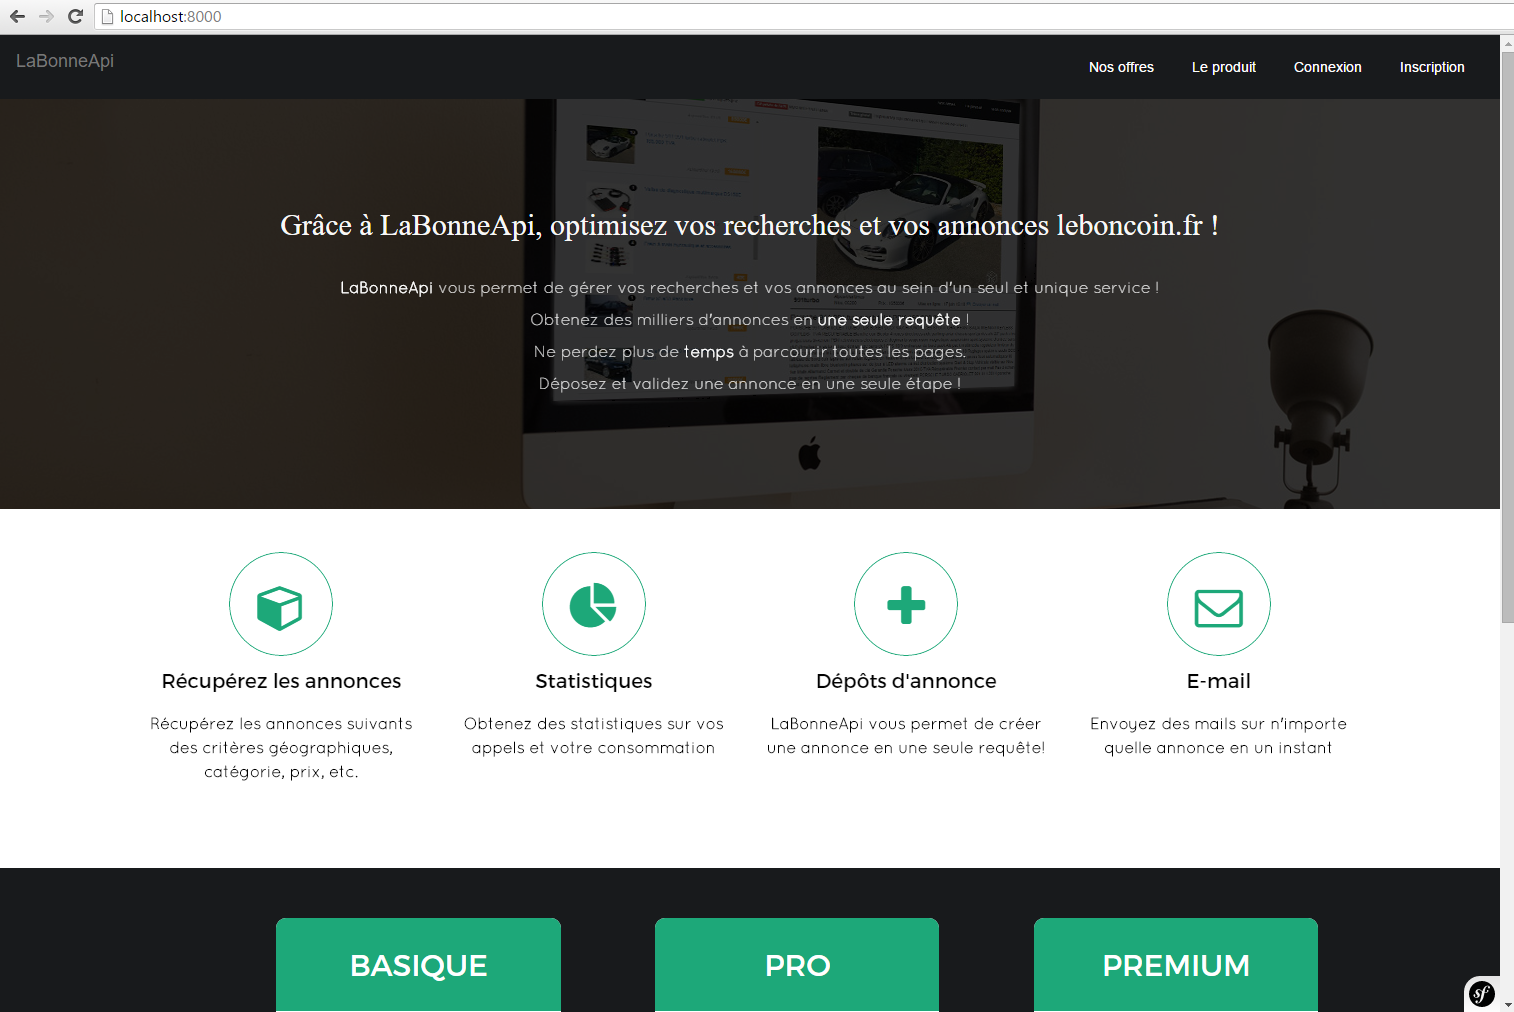 localhost:8000
LaBonneApi
Nos offres
Le produit
Connexion
Inscription
Grâce à LaBonneApi, optimisez vos recherches et vos annonces leboncoin.fr !
LaBonneApi vous permet de gérer vos recherches et vos annonces au sein d'un seul et unique service !
Obtenez des milliers d'annonces en une seule requête !
Ne perdez plus de temps à parcourir toutes les pages.
Déposez et validez une annonce en une seule étape !
Récupérez les annonces
Récupérez les annonces suivants
des critères géographiques,
catégorie, prix, etc.
Statistiques
Obtenez des statistiques sur vos
appels et votre consommation
Dépôts d'annonce
LaBonneApi vous permet de créer
une annonce en une seule requête!
E-mail
Envoyez des mails sur n'importe
quelle annonce en un instant
BASIQUE
PRO
PREMIUM
sf